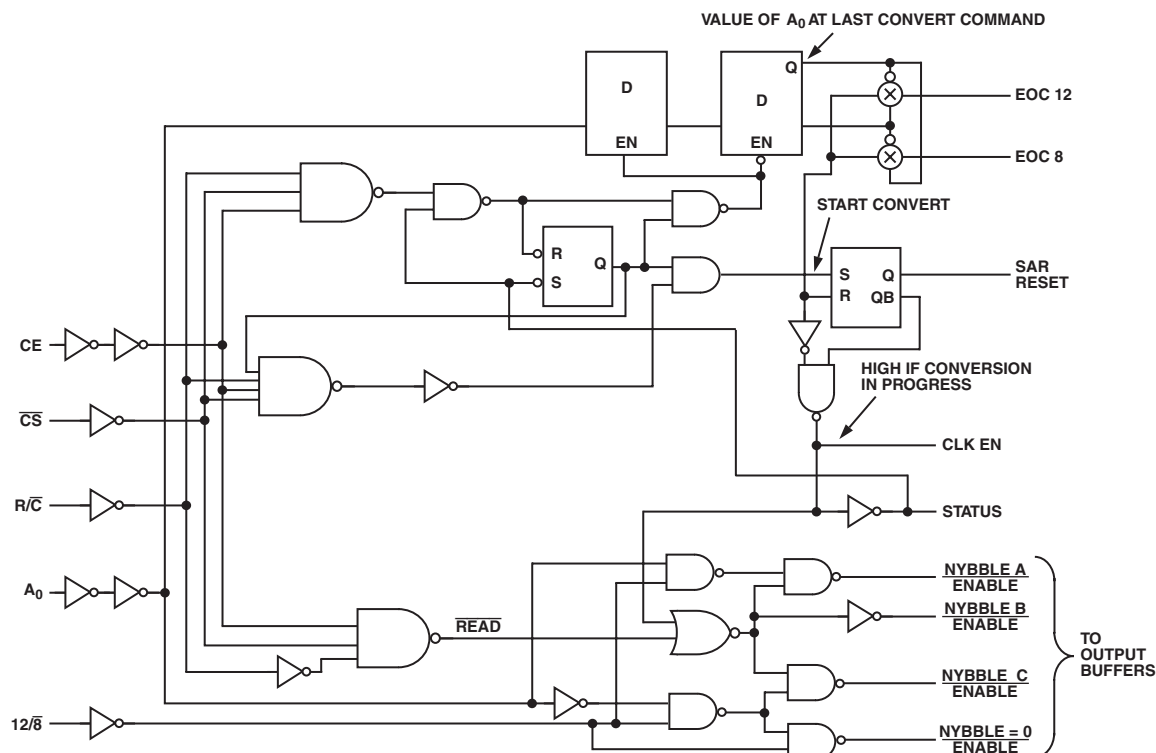 VALUE OF A0 AT LAST CONVERT COMMAND
Q
D
D
EN
EN
EOC 12
EOC 8
START CONVERT
R
S
Q
S
R
Q
QB
SAR
RESET
CE
CS
HIGH IF CONVERSION
IN PROGRESS
CLK EN
R/C
STATUS
A0
NYBBLE A
ENABLE
READ
NYBBLE B
ENABLE
TO
OUTPUT
BUFFERS
NYBBLE C
ENABLE
12/8
NYBBLE = 0
ENABLE